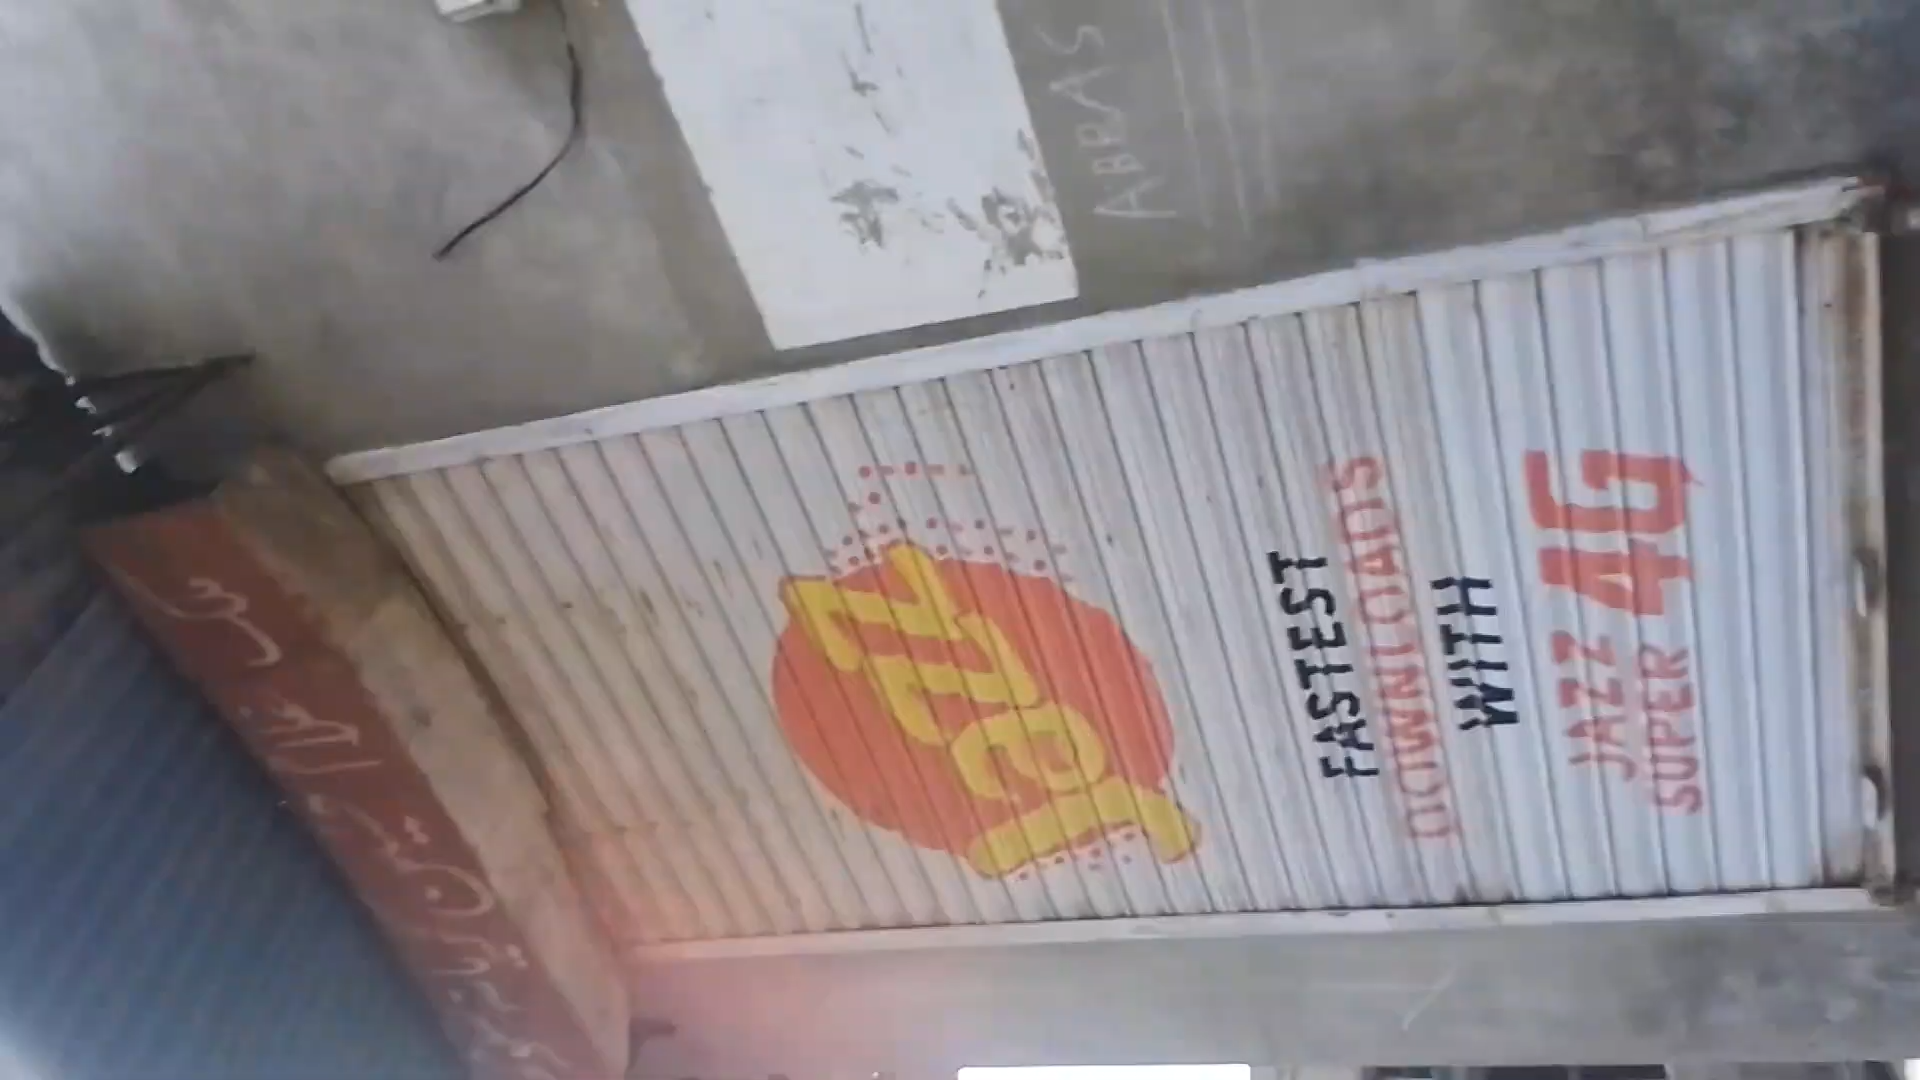 ABBAS
Jazz
FASTEST
DOWNLOADS
WITH
JAZZ 4G
SUPER